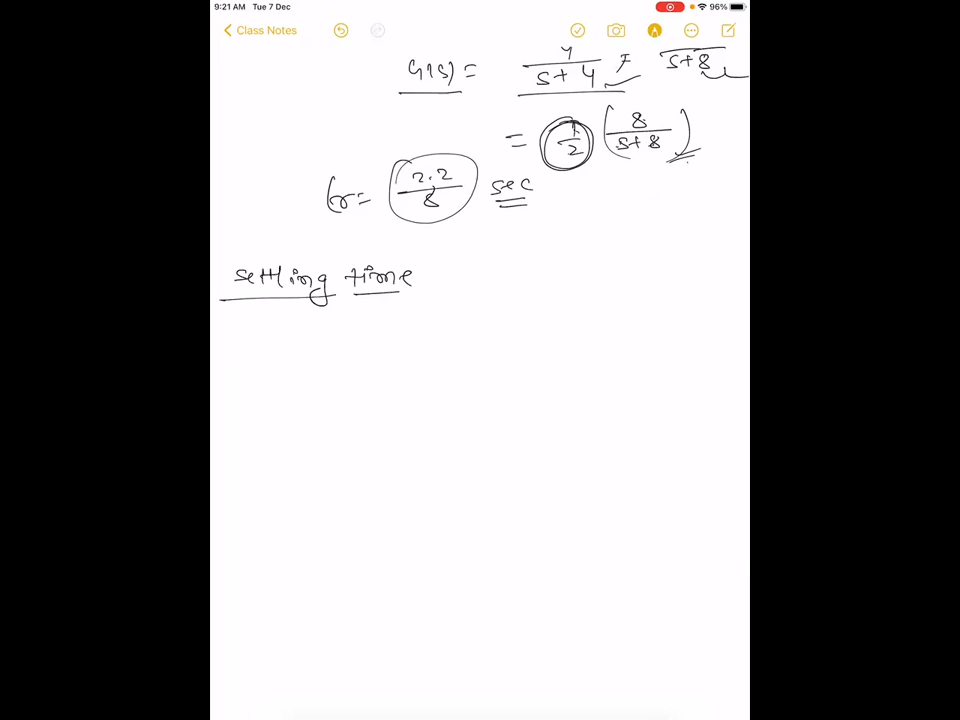 9:21 AM Tue 7 Dec 96%
Class Notes
G(s) = 4/(s+4) ≠ /(s+8)
= 1/2 (8/(s+8))
tr = 2.2/8 sec
settling time